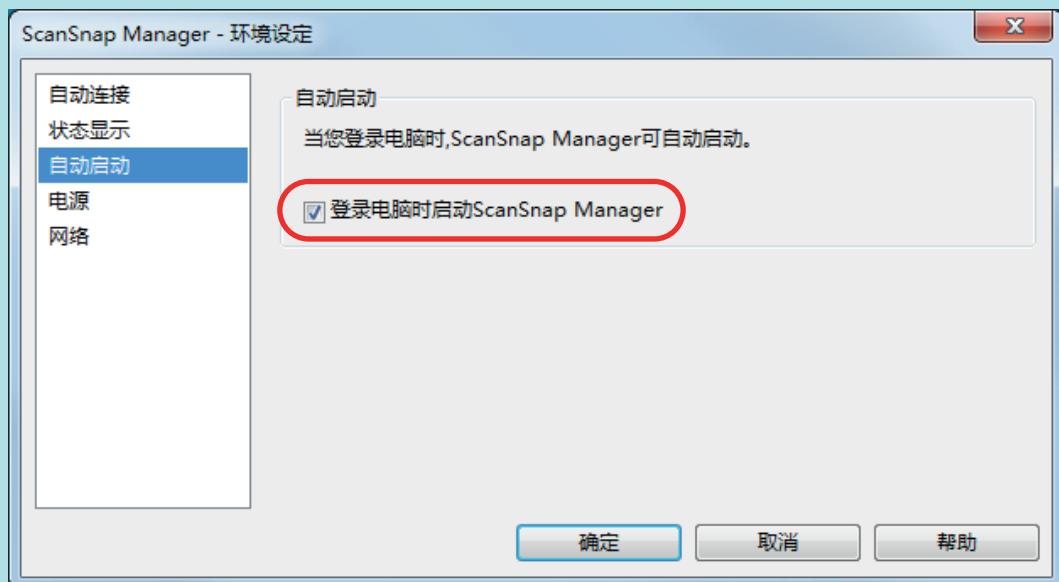 ScanSnap Manager - 环境设定
自动连接
状态显示
自动启动
电源
网络
自动启动
当您登录电脑时,ScanSnap Manager可自动启动。
登录电脑时启动ScanSnap Manager
确定
取消
帮助